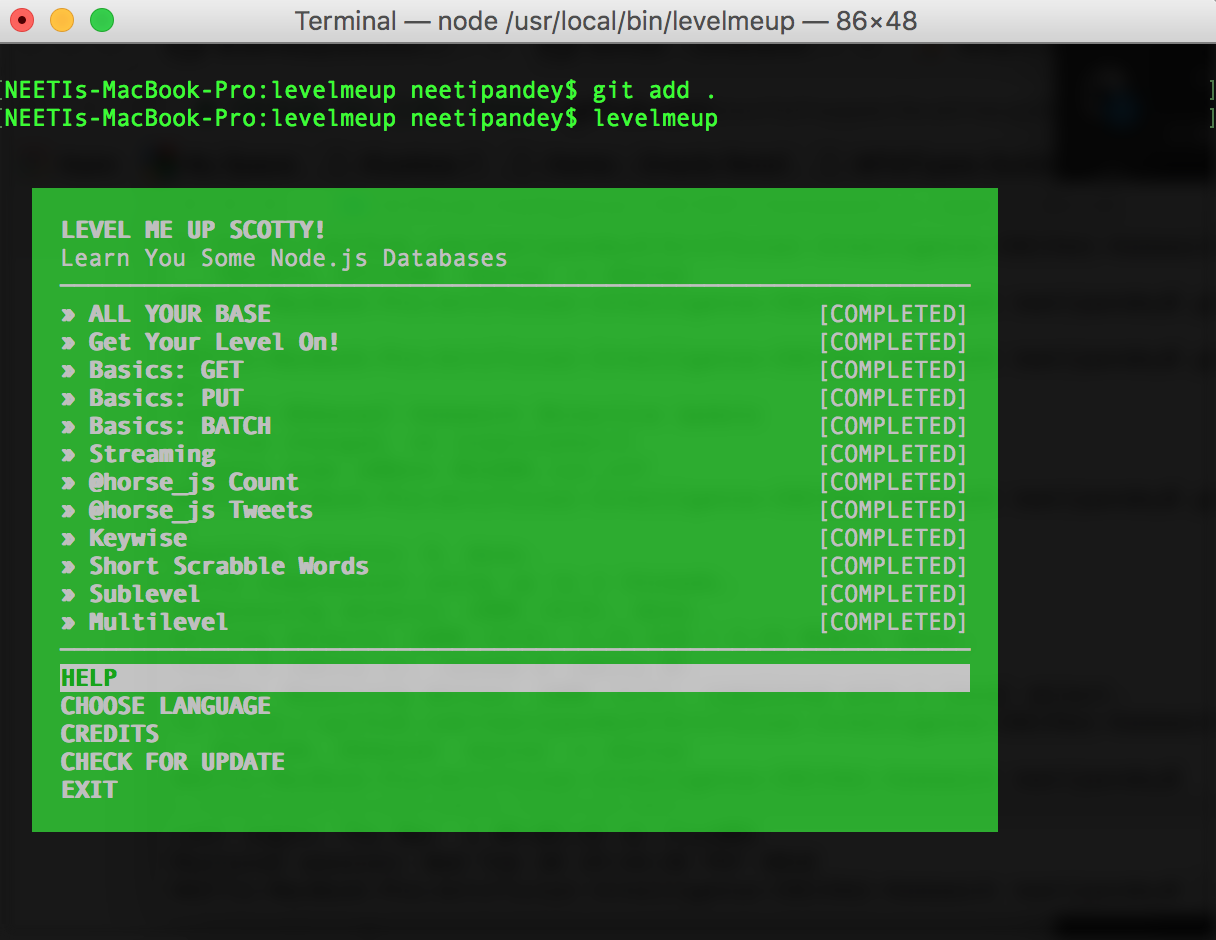 Terminal — node /usr/local/bin/levelmeup — 86×48
[NEETIs-MacBook-Pro:levelmeup neetipandey$ git add . ]
[NEETIs-MacBook-Pro:levelmeup neetipandey$ levelmeup ]
LEVEL ME UP SCOTTY!
Learn You Some Node.js Databases
» ALL YOUR BASE [COMPLETED]
» Get Your Level On! [COMPLETED]
» Basics: GET [COMPLETED]
» Basics: PUT [COMPLETED]
» Basics: BATCH [COMPLETED]
» Streaming [COMPLETED]
» @horse_js Count [COMPLETED]
» @horse_js Tweets [COMPLETED]
» Keywise [COMPLETED]
» Short Scrabble Words [COMPLETED]
» Sublevel [COMPLETED]
» Multilevel [COMPLETED]
HELP
CHOOSE LANGUAGE
CREDITS
CHECK FOR UPDATE
EXIT